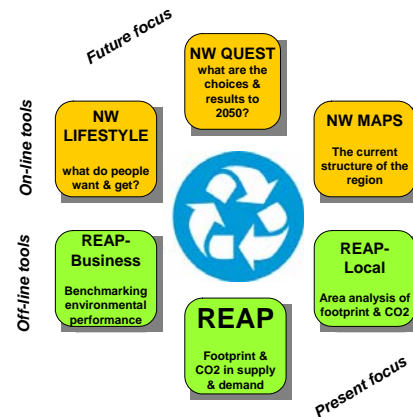 Future focus
NW QUEST
what are the
choices &
results to
2050?
On-line tools
NW
LIFESTYLE
what do people
want & get?
NW MAPS
The current
structure of the
region
Off-line tools
REAP-
Business
Benchmarking
environmental
performance
REAP
Footprint &
CO2 in supply
& demand
REAP-
Local
Area analysis of
footprint & CO2
Present focus